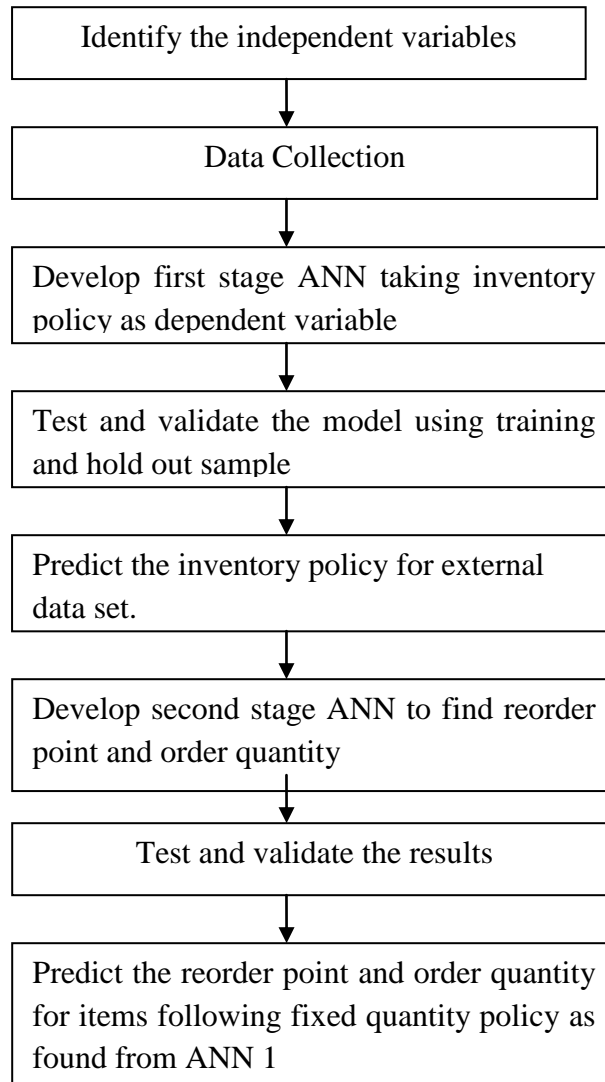 Identify the independent variables
Data Collection
Develop first stage ANN taking inventory
policy as dependent variable
Test and validate the model using training
and hold out sample
Predict the inventory policy for external
data set.
Develop second stage ANN to find reorder
point and order quantity
Test and validate the results
Predict the reorder point and order quantity
for items following fixed quantity policy as
found from ANN 1